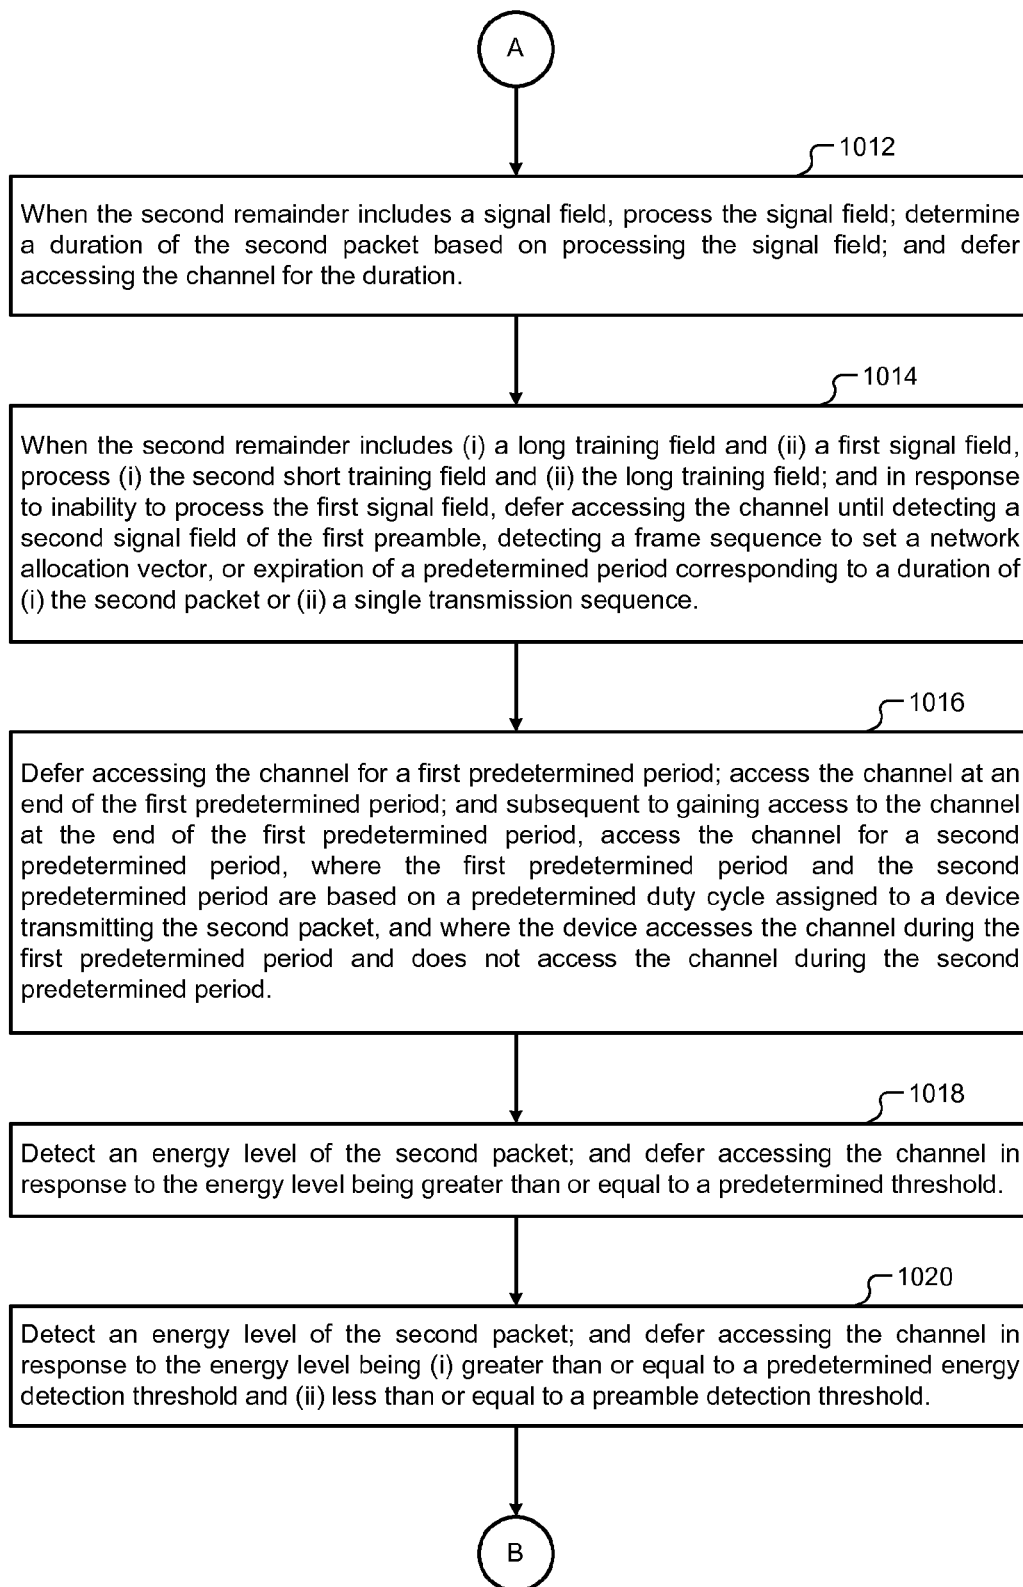 A
1012
When the second remainder includes a signal field, process the signal field; determine
a duration of the second packet based on processing the signal field; and defer
accessing the channel for the duration.
1014
When the second remainder includes (i) a long training field and (ii) a first signal field,
process (i) the second short training field and (ii) the long training field; and in response
to inability to process the first signal field, defer accessing the channel until detecting a
second signal field of the first preamble, detecting a frame sequence to set a network
allocation vector, or expiration of a predetermined period corresponding to a duration of
(i) the second packet or (ii) a single transmission sequence.
1016
Defer accessing the channel for a first predetermined period; access the channel at an
end of the first predetermined period; and subsequent to gaining access to the channel
at the end of the first predetermined period, access the channel for a second
predetermined period, where the first predetermined period and the second
predetermined period are based on a predetermined duty cycle assigned to a device
transmitting the second packet, and where the device accesses the channel during the
first predetermined period and does not access the channel during the second
predetermined period.
1018
Detect an energy level of the second packet; and defer accessing the channel in
response to the energy level being greater than or equal to a predetermined threshold.
1020
Detect an energy level of the second packet; and defer accessing the channel in
response to the energy level being (i) greater than or equal to a predetermined energy
detection threshold and (ii) less than or equal to a preamble detection threshold.
B